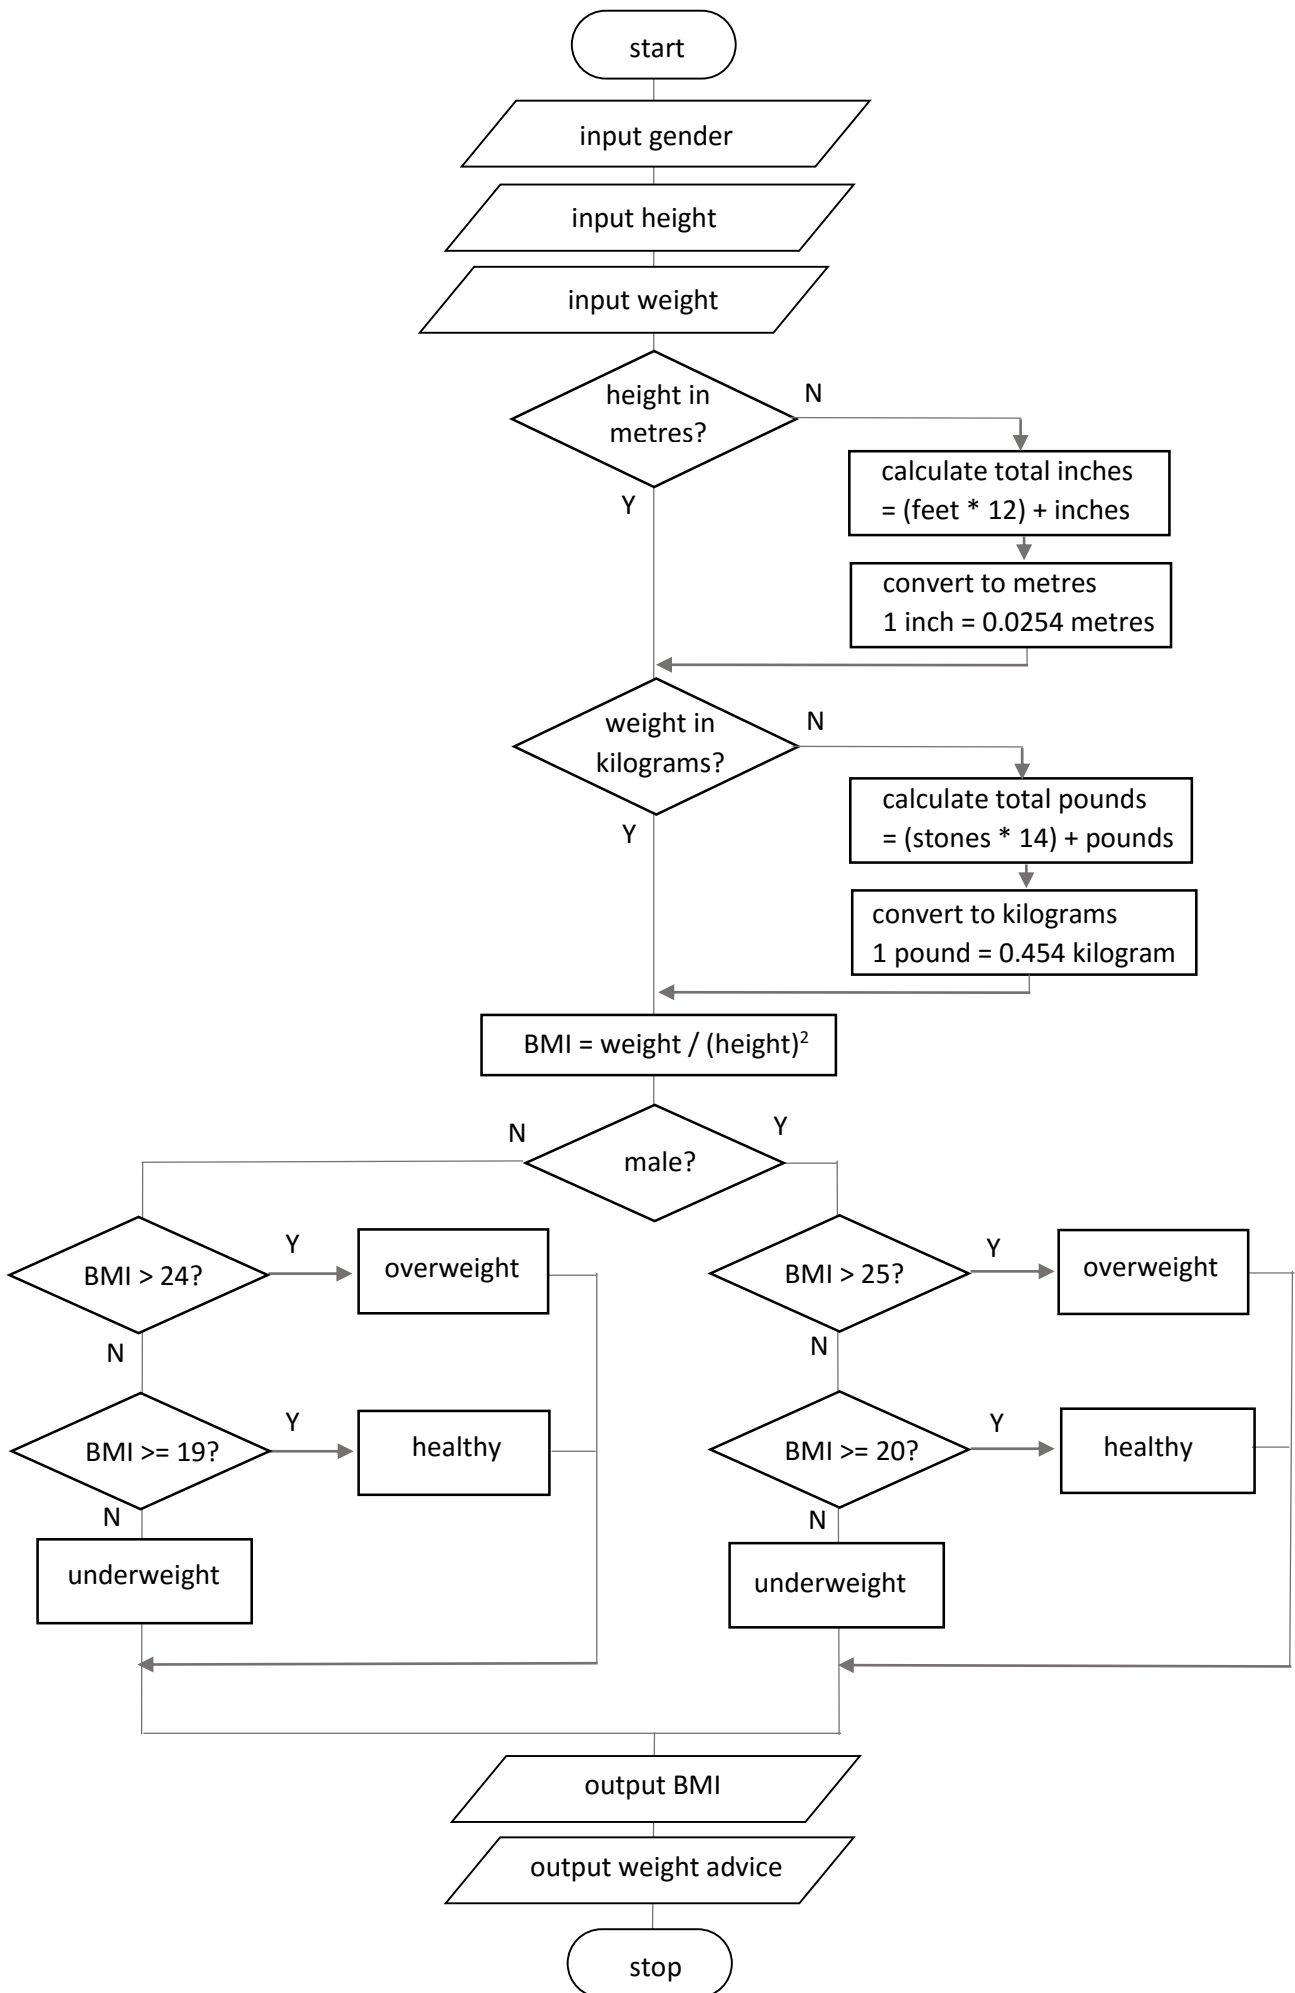 start
input gender
input height
input weight
height in
metres?
N
Y
calculate total inches
= (feet * 12) + inches
convert to metres
1 inch = 0.0254 metres
weight in
kilograms?
N
Y
calculate total pounds
= (stones * 14) + pounds
convert to kilograms
1 pound = 0.454 kilogram
BMI = weight / (height)²
N
male?
Y
BMI > 24?
Y
overweight
N
BMI >= 19?
Y
healthy
N
underweight
BMI > 25?
Y
overweight
N
BMI >= 20?
Y
healthy
N
underweight
output BMI
output weight advice
stop